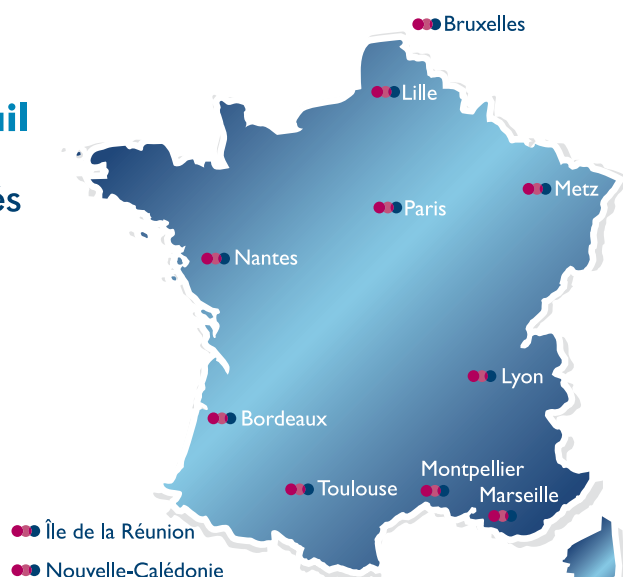 Bruxelles
Lille
Metz
Paris
Nantes
Lyon
Bordeaux
Montpellier
Toulouse
Marseille
Île de la Réunion
Nouvelle-Calédonie